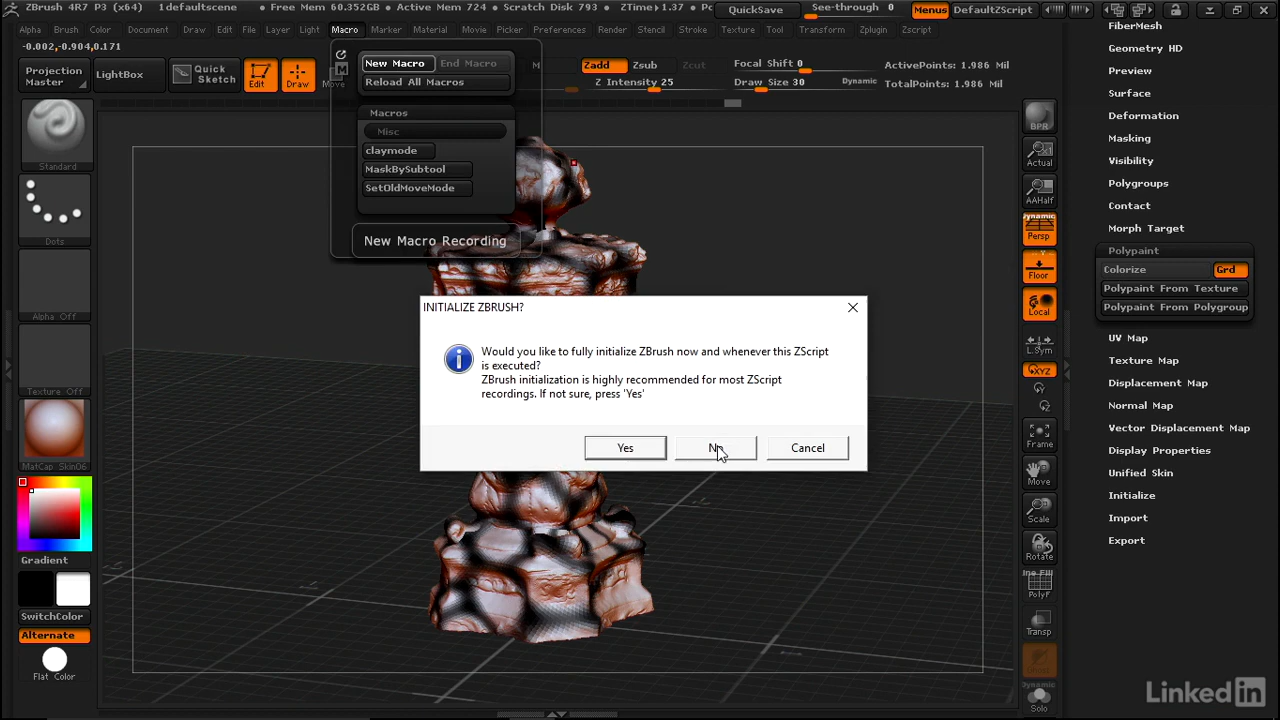 ZBrush 4R7 P3 (x64) 1defaultscene • Free Mem 60.352GB • Active Mem 724 • Scratch Disk 793 • ZTime▸1.37 • Pc
QuickSave See-through 0 Menus DefaultZScript
Alpha Brush Color Document Draw Edit File Layer Light Macro Marker Material Movie Picker Preferences Render Stencil Stroke Texture Tool Transform Zplugin Zscript
-0.002,-0.904,0.171
Projection Master
LightBox
Quick Sketch
Edit
Draw
Move
New Macro End Macro
Reload All Macros
M
Zadd Zsub Zcut
Z Intensity 25
Focal Shift 0
Draw Size 30 Dynamic
ActivePoints: 1.986 Mil
TotalPoints: 1.986 Mil
Macros
Misc
claymode
MaskBySubtool
SetOldMoveMode
New Macro Recording
Standard
Dots
Alpha Off
Texture Off
MatCap Skin06
Gradient
SwitchColor
Alternate
Flat Color
INITIALIZE ZBRUSH?
Would you like to fully initialize ZBrush now and whenever this ZScript
is executed?
ZBrush initialization is highly recommended for most ZScript
recordings. If not sure, press 'Yes'
Yes Cancel
BPR
Actual
AAHalf
Dynamic
Persp
Floor
Local
L.Sym
XYZ
Y
Z
Frame
Move
Scale
Rotate
PolyF
Transp
Dynamic
Solo
FiberMesh
Geometry HD
Preview
Surface
Deformation
Masking
Visibility
Polygroups
Contact
Morph Target
Polypaint
Colorize Grd
Polypaint From Texture
Polypaint From Polygroup
UV Map
Texture Map
Displacement Map
Normal Map
Vector Displacement Map
Display Properties
Unified Skin
Initialize
Import
Export
LinkedIn